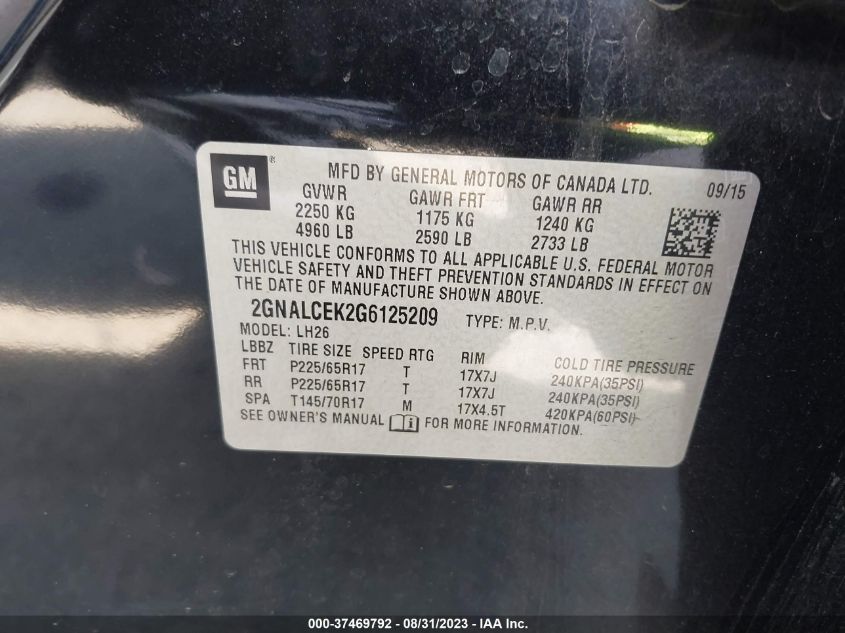 GM ® MFD BY GENERAL MOTORS OF CANADA LTD. 09/15
GVWR GAWR FRT GAWR RR
2250 KG 1175 KG 1240 KG
4960 LB 2590 LB 2733 LB
THIS VEHICLE CONFORMS TO ALL APPLICABLE U.S. FEDERAL MOTOR
VEHICLE SAFETY AND THEFT PREVENTION STANDARDS IN EFFECT ON
THE DATE OF MANUFACTURE SHOWN ABOVE.
2GNALCEK2G6125209 TYPE: M.P.V.
MODEL: LH26
LBBZ TIRE SIZE SPEED RTG RIM COLD TIRE PRESSURE
FRT P225/65R17 T 17X7J 240KPA(35PSI)
RR P225/65R17 T 17X7J 240KPA(35PSI)
SPA T145/70R17 M 17X4.5T 420KPA(60PSI)
SEE OWNER'S MANUAL i FOR MORE INFORMATION.
000-37469792 - 08/31/2023 - IAA Inc.